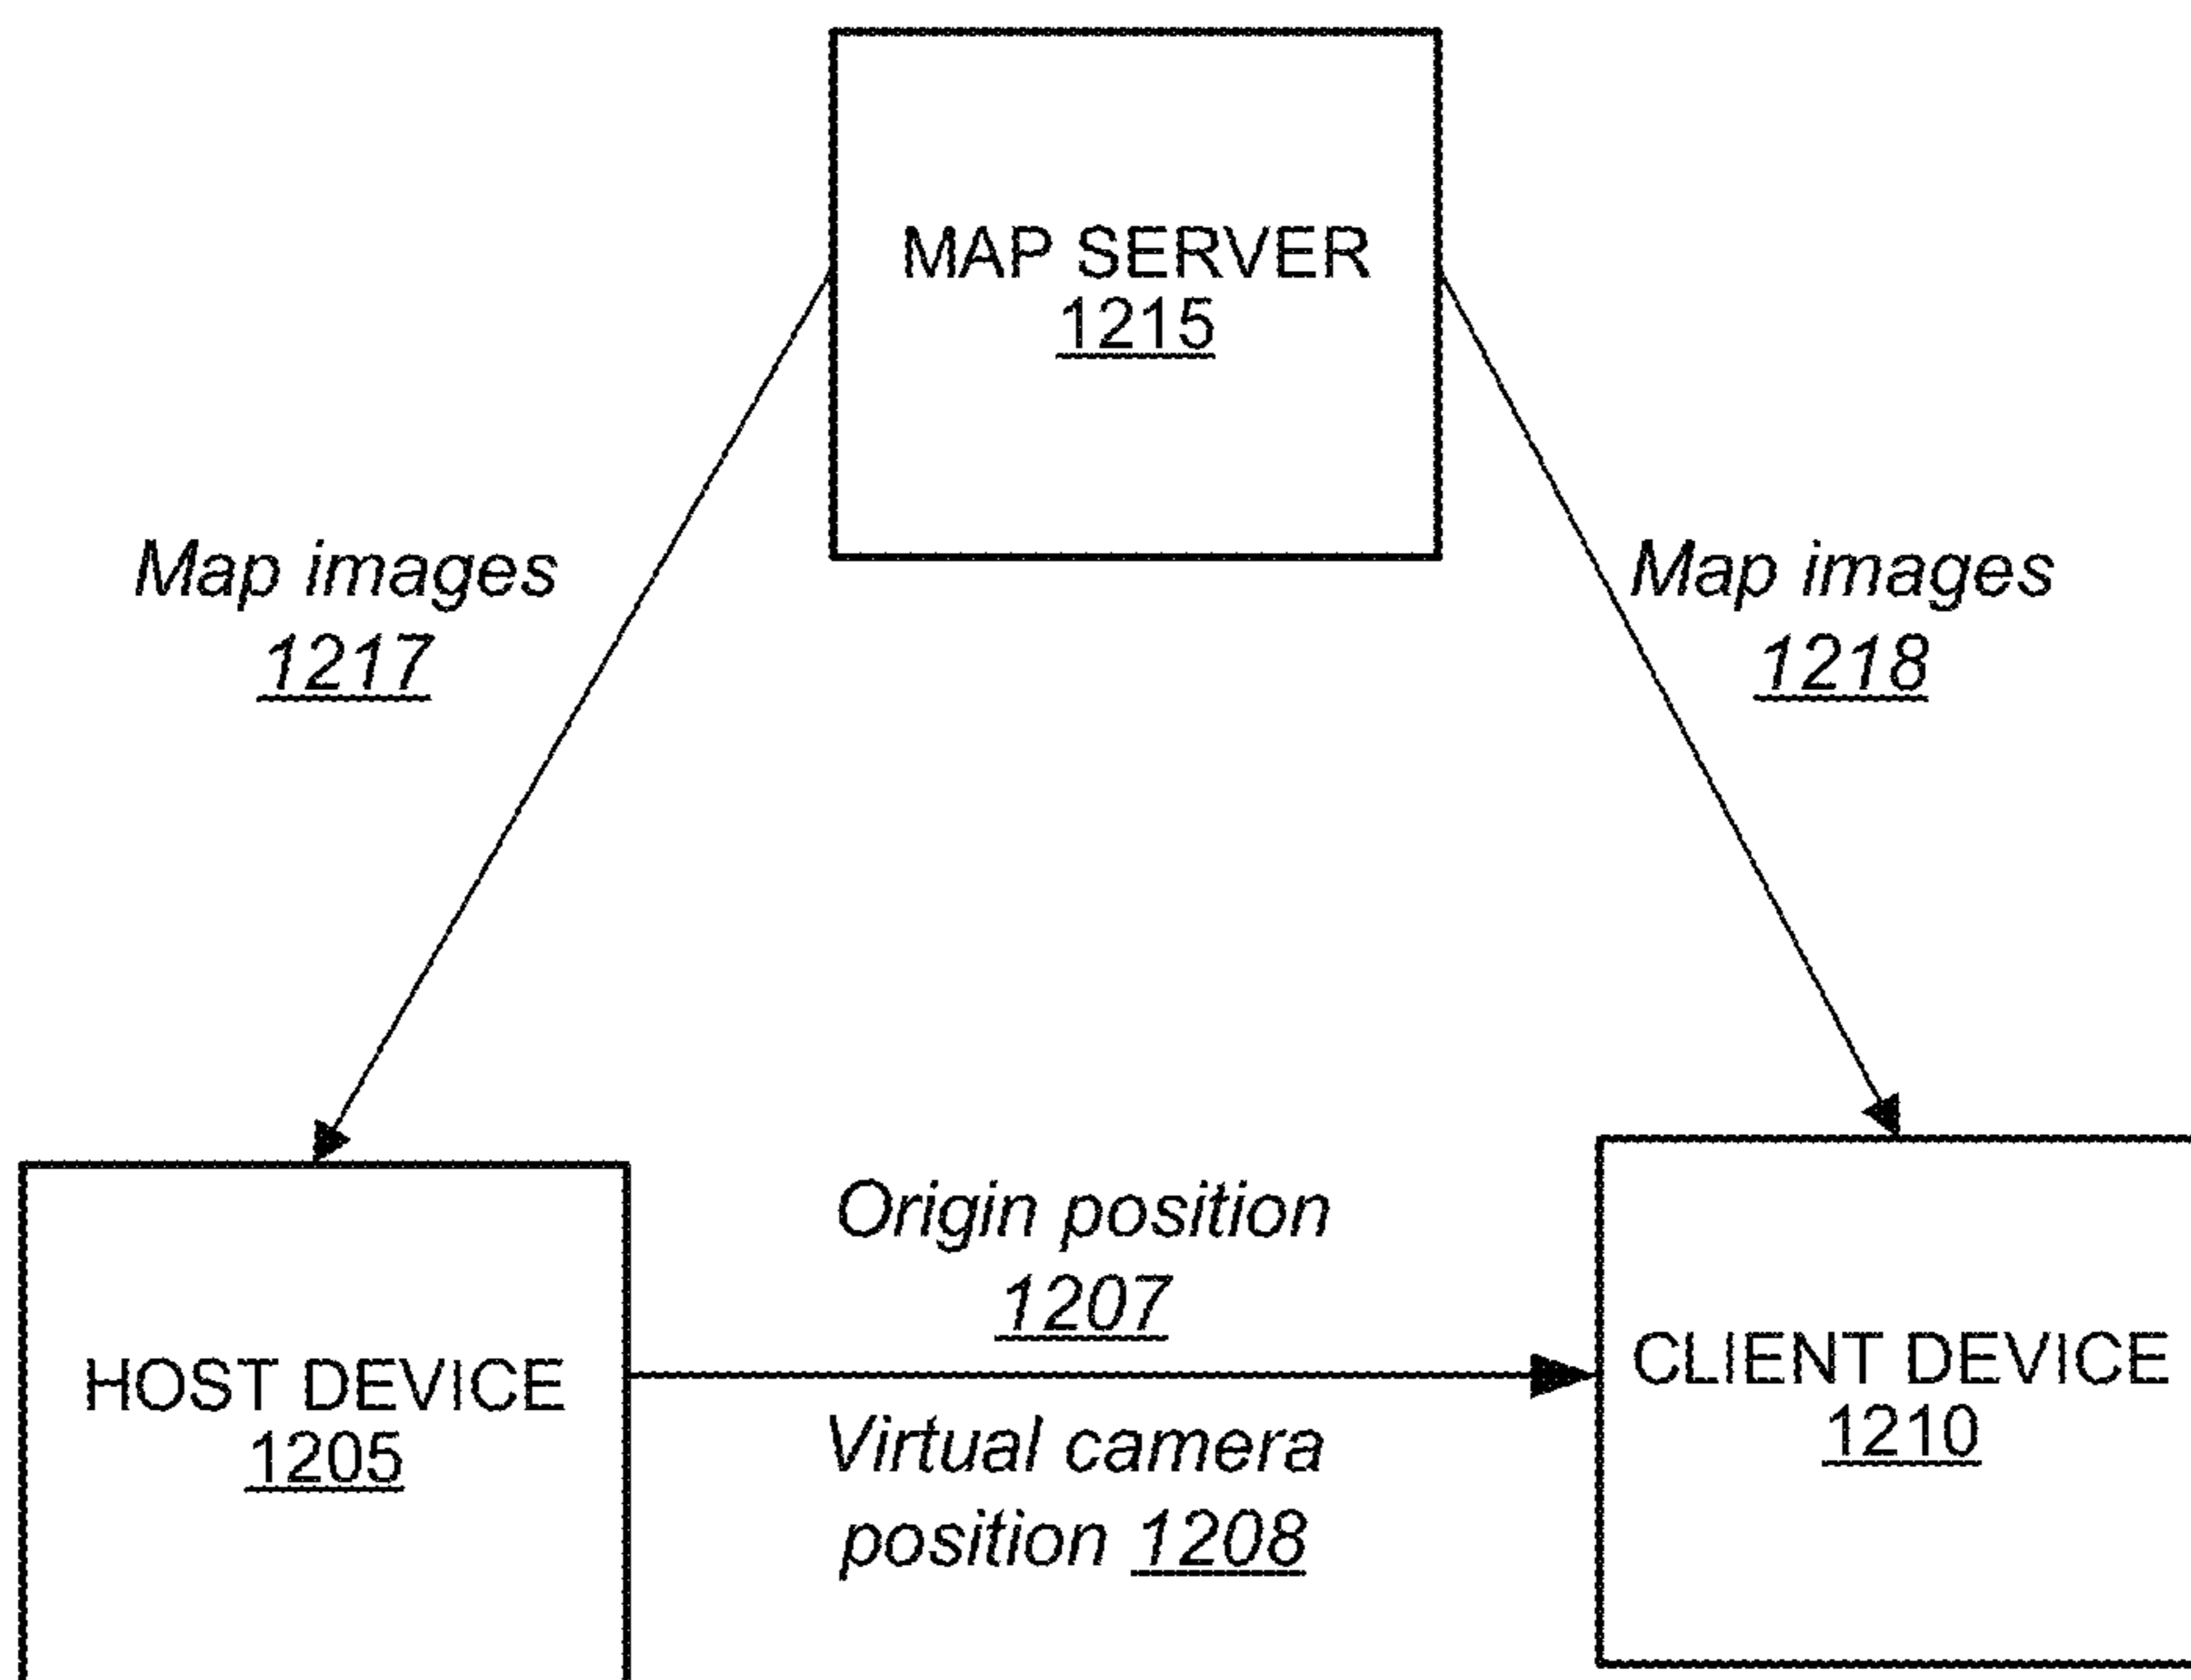 MAP SERVER
1215
Map images
1217
Map images
1218
Origin position
1207
HOST DEVICE
1205
Virtual camera
position 1208
CLIENT DEVICE
1210